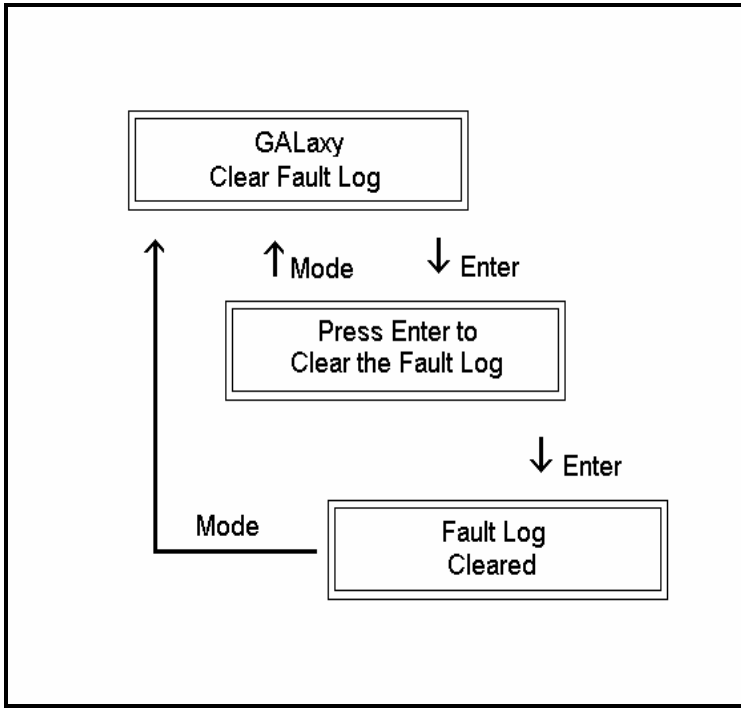 GALaxy
Clear Fault Log
Mode
Enter
Press Enter to
Clear the Fault Log
Enter
Mode
Fault Log
Cleared